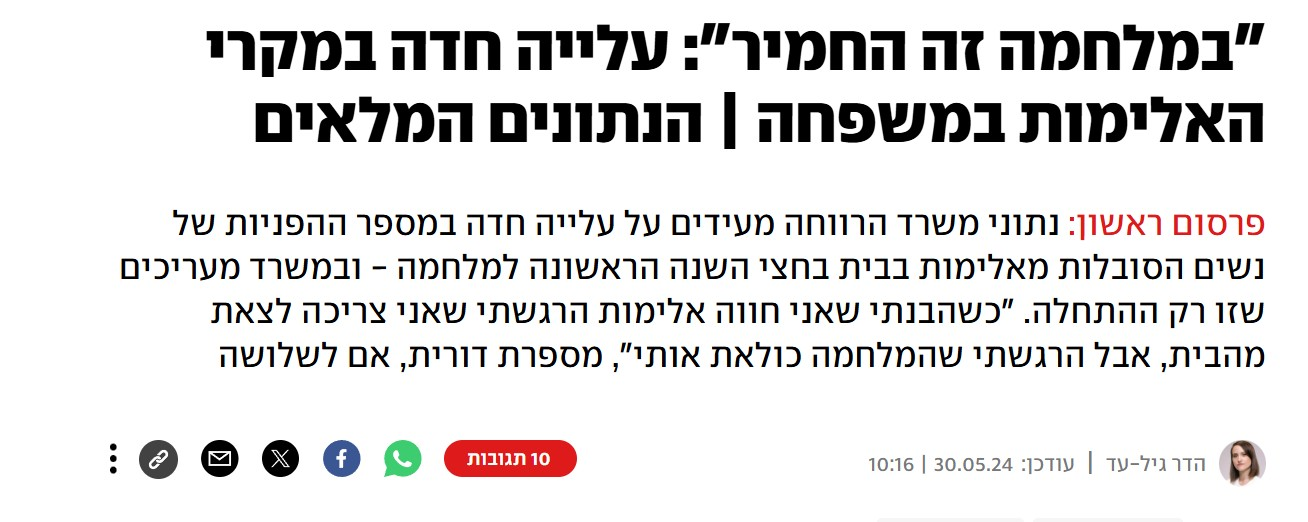 "במלחמה זה החמיר": עלייה חדה במקרי
האלימות במשפחה | הנתונים המלאים
פרסום ראשון: נתוני משרד הרווחה מעידים על עלייה חדה במספר ההפניות של
נשים הסובלות מאלימות בבית בחצי השנה הראשונה למלחמה - ובמשרד מעריכים
שזו רק ההתחלה. "כשהבנתי שאני חווה אלימות הרגשתי שאני צריכה לצאת
מהבית, אבל הרגשתי שהמלחמה כולאת אותי", מספרת דורית, אם לשלושה
הדר גיל-עד | עודכן: 30.05.24 | 10:16
10 תגובות